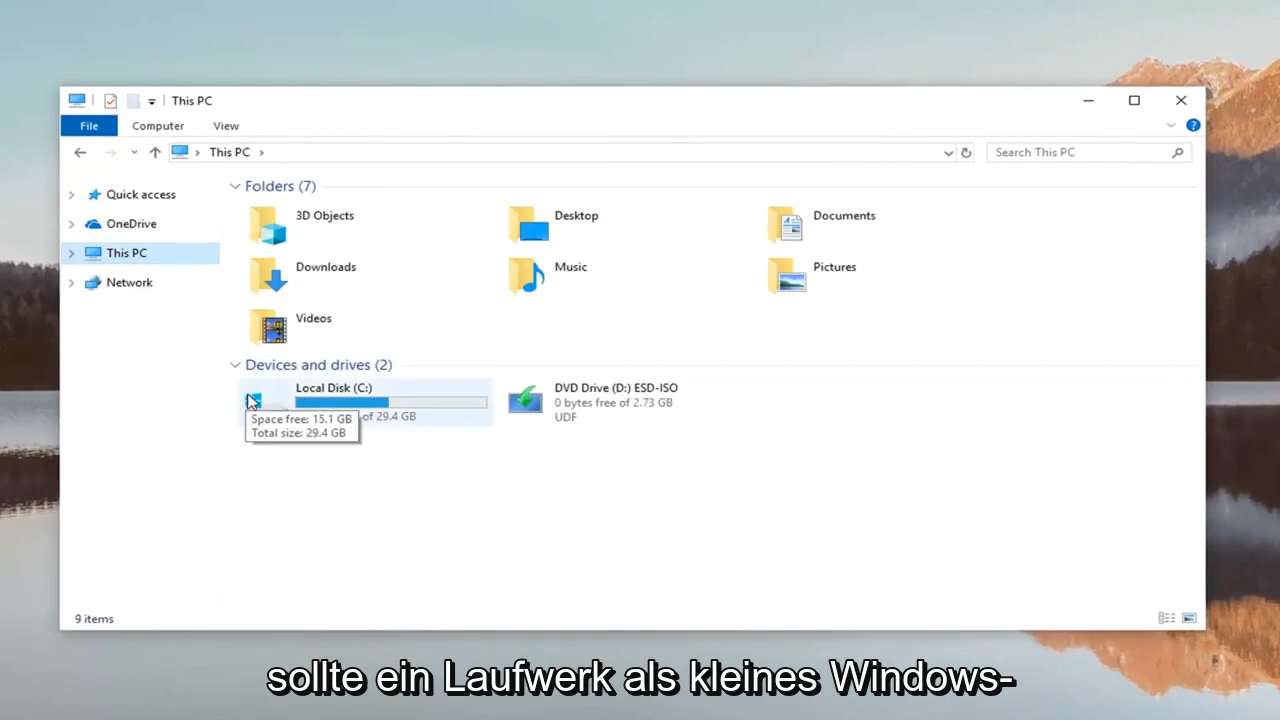 This PC
File
Computer
View
This PC
Search This PC
Quick access
OneDrive
This PC
Network
Folders (7)
3D Objects
Desktop
Documents
Downloads
Music
Pictures
Videos
Devices and drives (2)
Local Disk (C:)
of 29.4 GB
Space free: 15.1 GB
Total size: 29.4 GB
DVD Drive (D:) ESD-ISO
0 bytes free of 2.73 GB
UDF
9 items
sollte ein Laufwerk als kleines Windows-